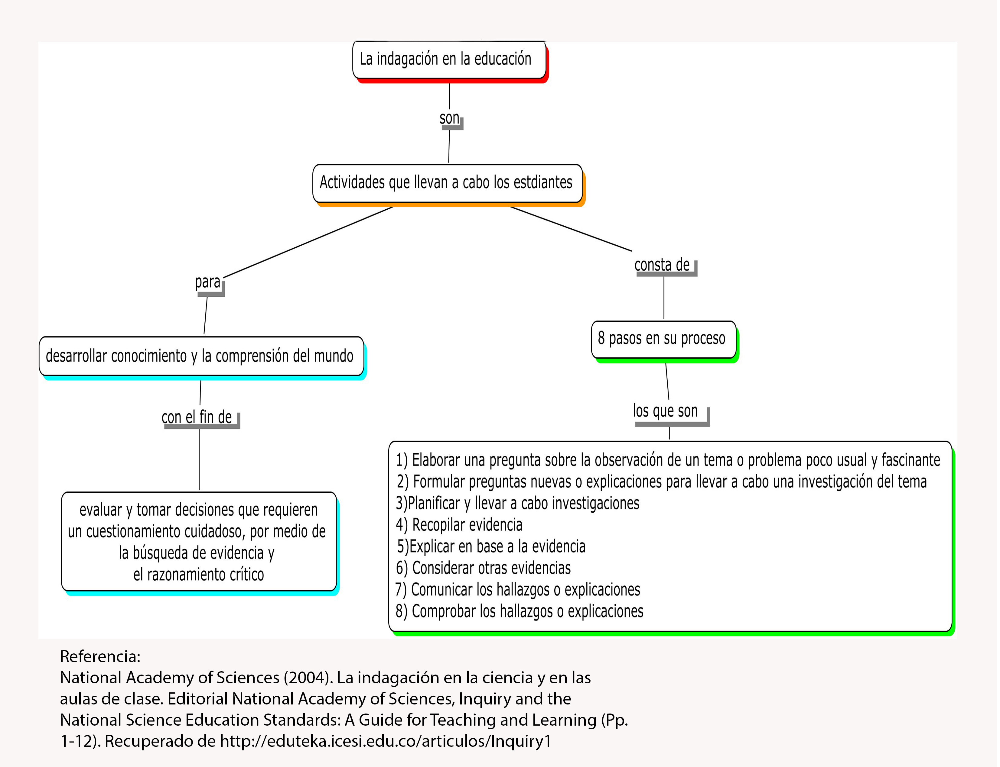 La indagación en la educación
son
Actividades que llevan a cabo los estdiantes
para
consta de
desarrollar conocimiento y la comprensión del mundo
8 pasos en su proceso
con el fin de
los que son
evaluar y tomar decisiones que requieren
un cuestionamiento cuidadoso, por medio de
la búsqueda de evidencia y
el razonamiento crítico
1) Elaborar una pregunta sobre la observación de un tema o problema poco usual y fascinante
2) Formular preguntas nuevas o explicaciones para llevar a cabo una investigación del tema
3)Planificar y llevar a cabo investigaciones
4) Recopilar evidencia
5)Explicar en base a la evidencia
6) Considerar otras evidencias
7) Comunicar los hallazgos o explicaciones
8) Comprobar los hallazgos o explicaciones
Referencia:
National Academy of Sciences (2004). La indagación en la ciencia y en las
aulas de clase. Editorial National Academy of Sciences, Inquiry and the
National Science Education Standards: A Guide for Teaching and Learning (Pp.
1-12). Recuperado de http://eduteka.icesi.edu.co/articulos/Inquiry1